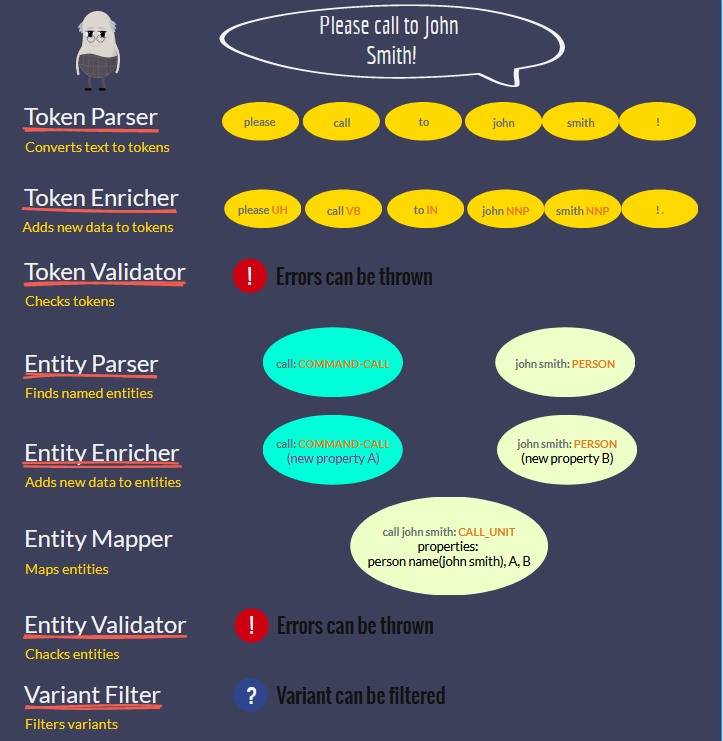 Please call to John
Smith!
Token Parser
Converts text to tokens
please call to john smith !
Token Enricher
Adds new data to tokens
please UH call VB to IN john NNP smith NNP ! .
Token Validator
Checks tokens
! Errors can be thrown
Entity Parser
Finds named entities
call: COMMAND-CALL john smith: PERSON
Entity Enricher
Adds new data to entities
call: COMMAND-CALL john smith: PERSON
(new property A) (new property B)
Entity Mapper
Maps entities
call john smith: CALL_UNIT
properties:
person name(john smith), A, B
Entity Validator
Chacks entities
! Errors can be thrown
Variant Filter
Filters variants
? Variant can be filtered